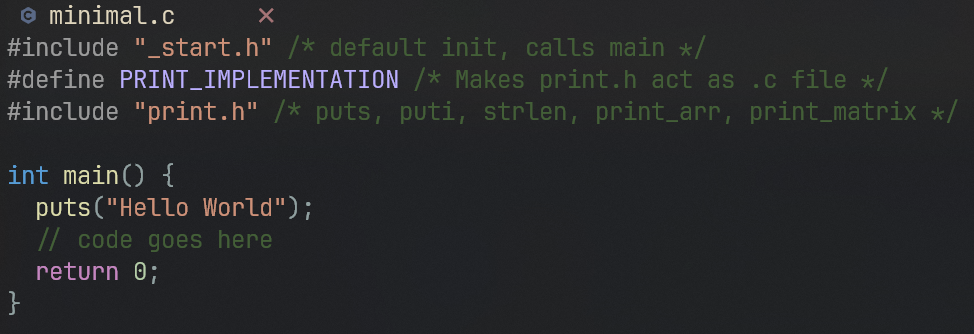 minimal.c
#include "_start.h" /* default init, calls main */
#define PRINT_IMPLEMENTATION /* Makes print.h act as .c file */
#include "print.h" /* puts, puti, strlen, print_arr, print_matrix */
int main() {
  puts("Hello World");
  // code goes here
  return 0;
}